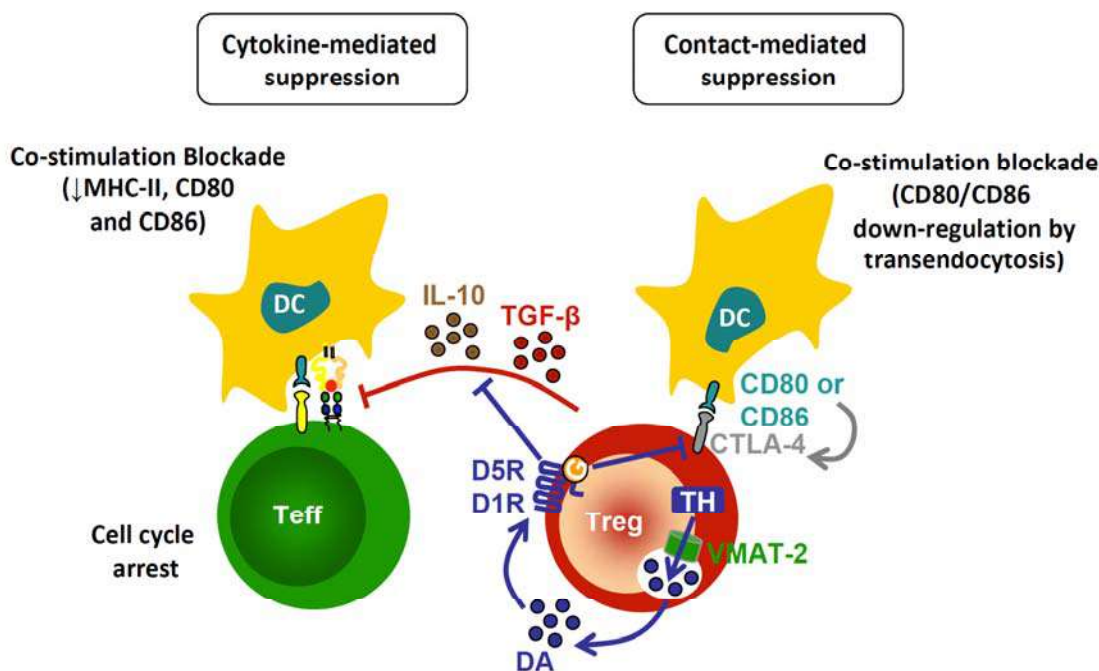 Cytokine-mediated
suppression
Contact-mediated
suppression
Co-stimulation Blockade
(↓MHC-II, CD80
and CD86)
Co-stimulation blockade
(CD80/CD86
down-regulation by
transendocytosis)
DC
IL-10
TGF-β
DC
II
CD80 or
CD86
CTLA-4
D5R
D1R
TH
Teff
Treg
VMAT-2
Cell cycle
arrest
DA